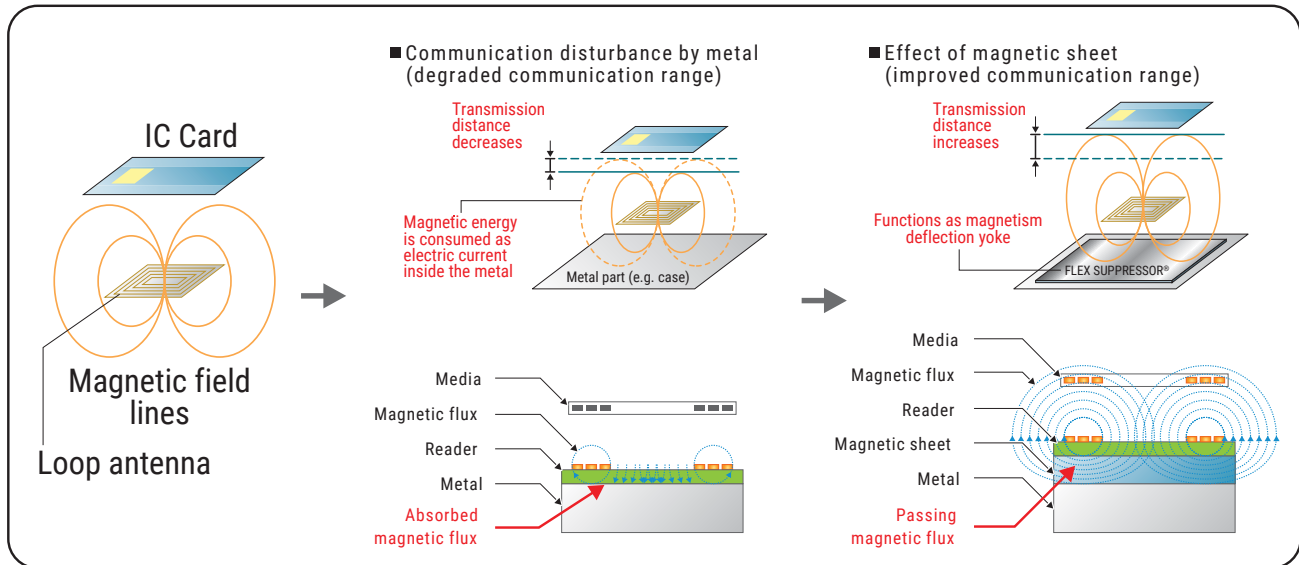 IC Card
Magnetic field
lines
Loop antenna
■ Communication disturbance by metal
(degraded communication range)
Transmission
distance
decreases
Magnetic energy
is consumed as
electric current
inside the metal
Metal part (e.g. case)
Media
Magnetic flux
Reader
Metal
Absorbed
magnetic flux
■ Effect of magnetic sheet
(improved communication range)
Transmission
distance
increases
Functions as magnetism
deflection yoke
FLEX SUPPRESSOR®
Media
Magnetic flux
Reader
Magnetic sheet
Metal
Passing
magnetic flux